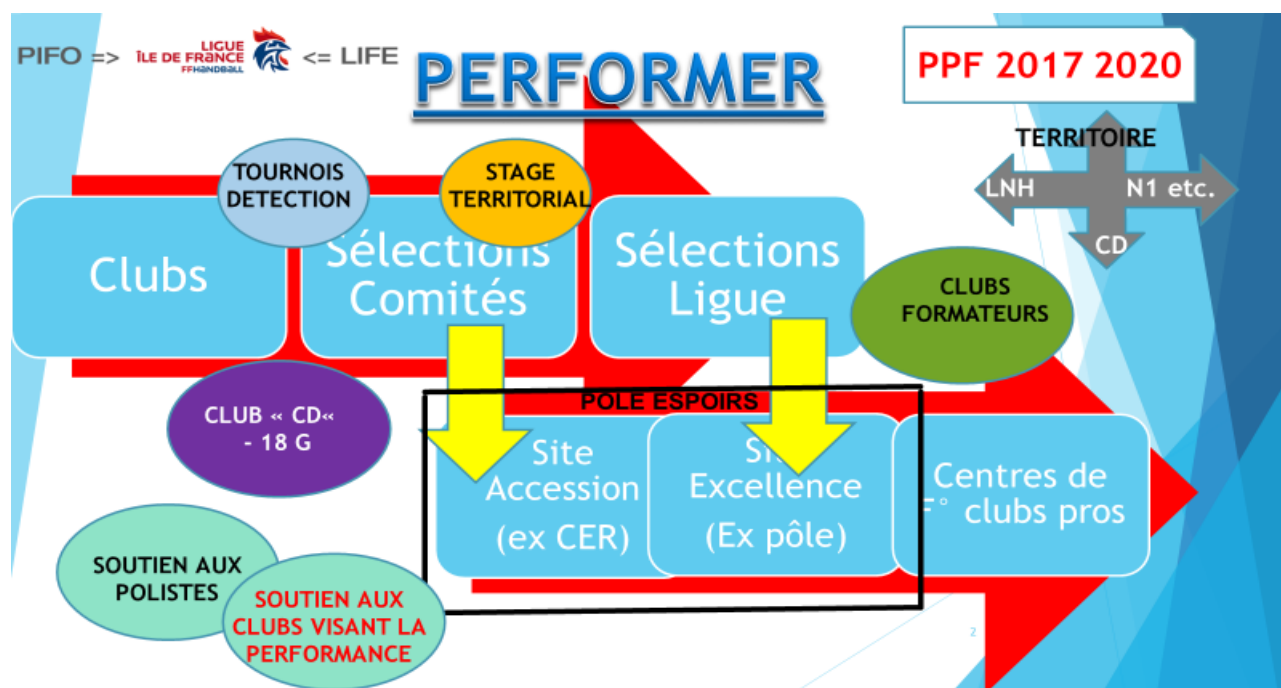 PIFO => LIGUE ÎLE DE FRANCE FFHANDBALL <= LIFE
PERFORMER
PPF 2017 2020
TERRITOIRE
LNH
N1 etc.
CD
TOURNOIS
DETECTION
STAGE
TERRITORIAL
Clubs
Sélections
Comités
Sélections
Ligue
CLUBS
FORMATEURS
CLUB « CD«
- 18 G
POLE ESPOIRS
Site
Accession
(ex CER)
Excellence
(Ex pôle)
Centres de
F° clubs pros
SOUTIEN AUX
POLISTES
SOUTIEN AUX
CLUBS VISANT LA
PERFORMANCE
2